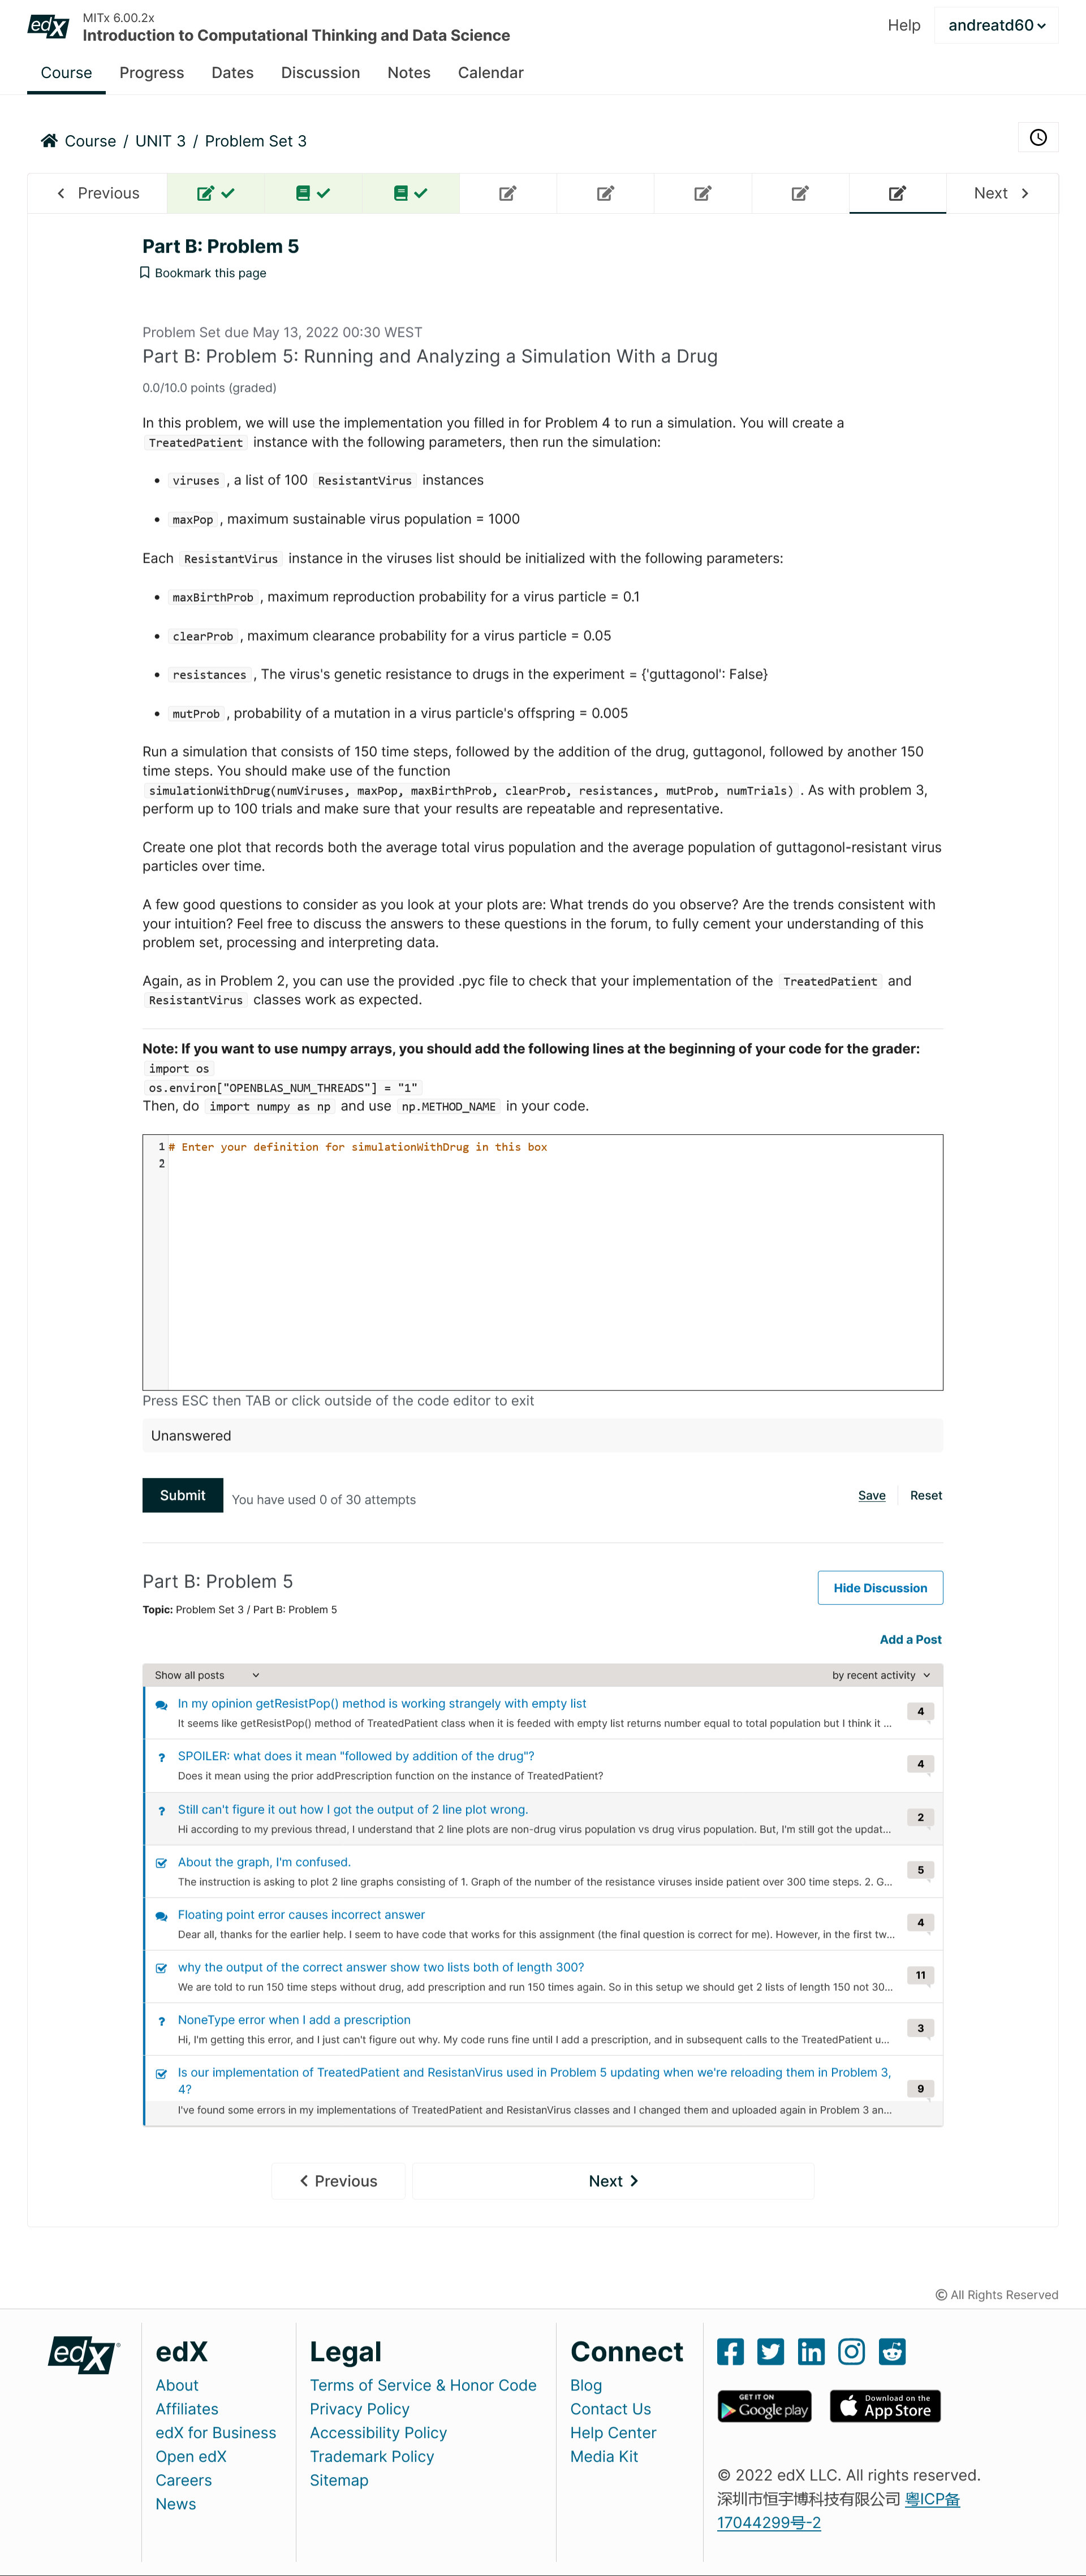 edX
MITx 6.00.2x
Introduction to Computational Thinking and Data Science
Help
andreatd60
Course Progress Dates Discussion Notes Calendar
Course / UNIT 3 / Problem Set 3
Previous
Next
Part B: Problem 5
Bookmark this page
Problem Set due May 13, 2022 00:30 WEST
Part B: Problem 5: Running and Analyzing a Simulation With a Drug
0.0/10.0 points (graded)
In this problem, we will use the implementation you filled in for Problem 4 to run a simulation. You will create a
TreatedPatient instance with the following parameters, then run the simulation:
• viruses , a list of 100 ResistantVirus instances
• maxPop , maximum sustainable virus population = 1000
Each ResistantVirus instance in the viruses list should be initialized with the following parameters:
• maxBirthProb , maximum reproduction probability for a virus particle = 0.1
• clearProb , maximum clearance probability for a virus particle = 0.05
• resistances , The virus's genetic resistance to drugs in the experiment = {'guttagonol': False}
• mutProb , probability of a mutation in a virus particle's offspring = 0.005
Run a simulation that consists of 150 time steps, followed by the addition of the drug, guttagonol, followed by another 150
time steps. You should make use of the function
simulationWithDrug(numViruses, maxPop, maxBirthProb, clearProb, resistances, mutProb, numTrials) . As with problem 3,
perform up to 100 trials and make sure that your results are repeatable and representative.
Create one plot that records both the average total virus population and the average population of guttagonol-resistant virus
particles over time.
A few good questions to consider as you look at your plots are: What trends do you observe? Are the trends consistent with
your intuition? Feel free to discuss the answers to these questions in the forum, to fully cement your understanding of this
problem set, processing and interpreting data.
Again, as in Problem 2, you can use the provided .pyc file to check that your implementation of the TreatedPatient and
ResistantVirus classes work as expected.
Note: If you want to use numpy arrays, you should add the following lines at the beginning of your code for the grader:
import os
os.environ["OPENBLAS_NUM_THREADS"] = "1"
Then, do import numpy as np and use np.METHOD_NAME in your code.
1 # Enter your definition for simulationWithDrug in this box
2
Press ESC then TAB or click outside of the code editor to exit
Unanswered
Submit You have used 0 of 30 attempts Save Reset
Part B: Problem 5
Hide Discussion
Topic: Problem Set 3 / Part B: Problem 5
Add a Post
Show all posts by recent activity
In my opinion getResistPop() method is working strangely with empty list
It seems like getResistPop() method of TreatedPatient class when it is feeded with empty list returns number equal to total population but I think it ...
4
? SPOILER: what does it mean "followed by addition of the drug"?
Does it mean using the prior addPrescription function on the instance of TreatedPatient?
4
? Still can't figure it out how I got the output of 2 line plot wrong.
Hi according to my previous thread, I understand that 2 line plots are non-drug virus population vs drug virus population. But, I'm still got the updat...
2
About the graph, I'm confused.
The instruction is asking to plot 2 line graphs consisting of 1. Graph of the number of the resistance viruses inside patient over 300 time steps. 2. G...
5
Floating point error causes incorrect answer
Dear all, thanks for the earlier help. I seem to have code that works for this assignment (the final question is correct for me). However, in the first tw...
4
why the output of the correct answer show two lists both of length 300?
We are told to run 150 time steps without drug, add prescription and run 150 times again. So in this setup we should get 2 lists of length 150 not 30...
11
? NoneType error when I add a prescription
Hi, I'm getting this error, and I just can't figure out why. My code runs fine until I add a prescription, and in subsequent calls to the TreatedPatient u...
3
Is our implementation of TreatedPatient and ResistanVirus used in Problem 5 updating when we're reloading them in Problem 3,
4?
I've found some errors in my implementations of TreatedPatient and ResistanVirus classes and I changed them and uploaded again in Problem 3 an...
9
Previous
Next
© All Rights Reserved
edX
edX
About
Affiliates
edX for Business
Open edX
Careers
News
Legal
Terms of Service & Honor Code
Privacy Policy
Accessibility Policy
Trademark Policy
Sitemap
Connect
Blog
Contact Us
Help Center
Media Kit
GET IT ON
Google play
Download on the
App Store
© 2022 edX LLC. All rights reserved.
深圳市恒宇博科技有限公司 粤ICP备
17044299号-2